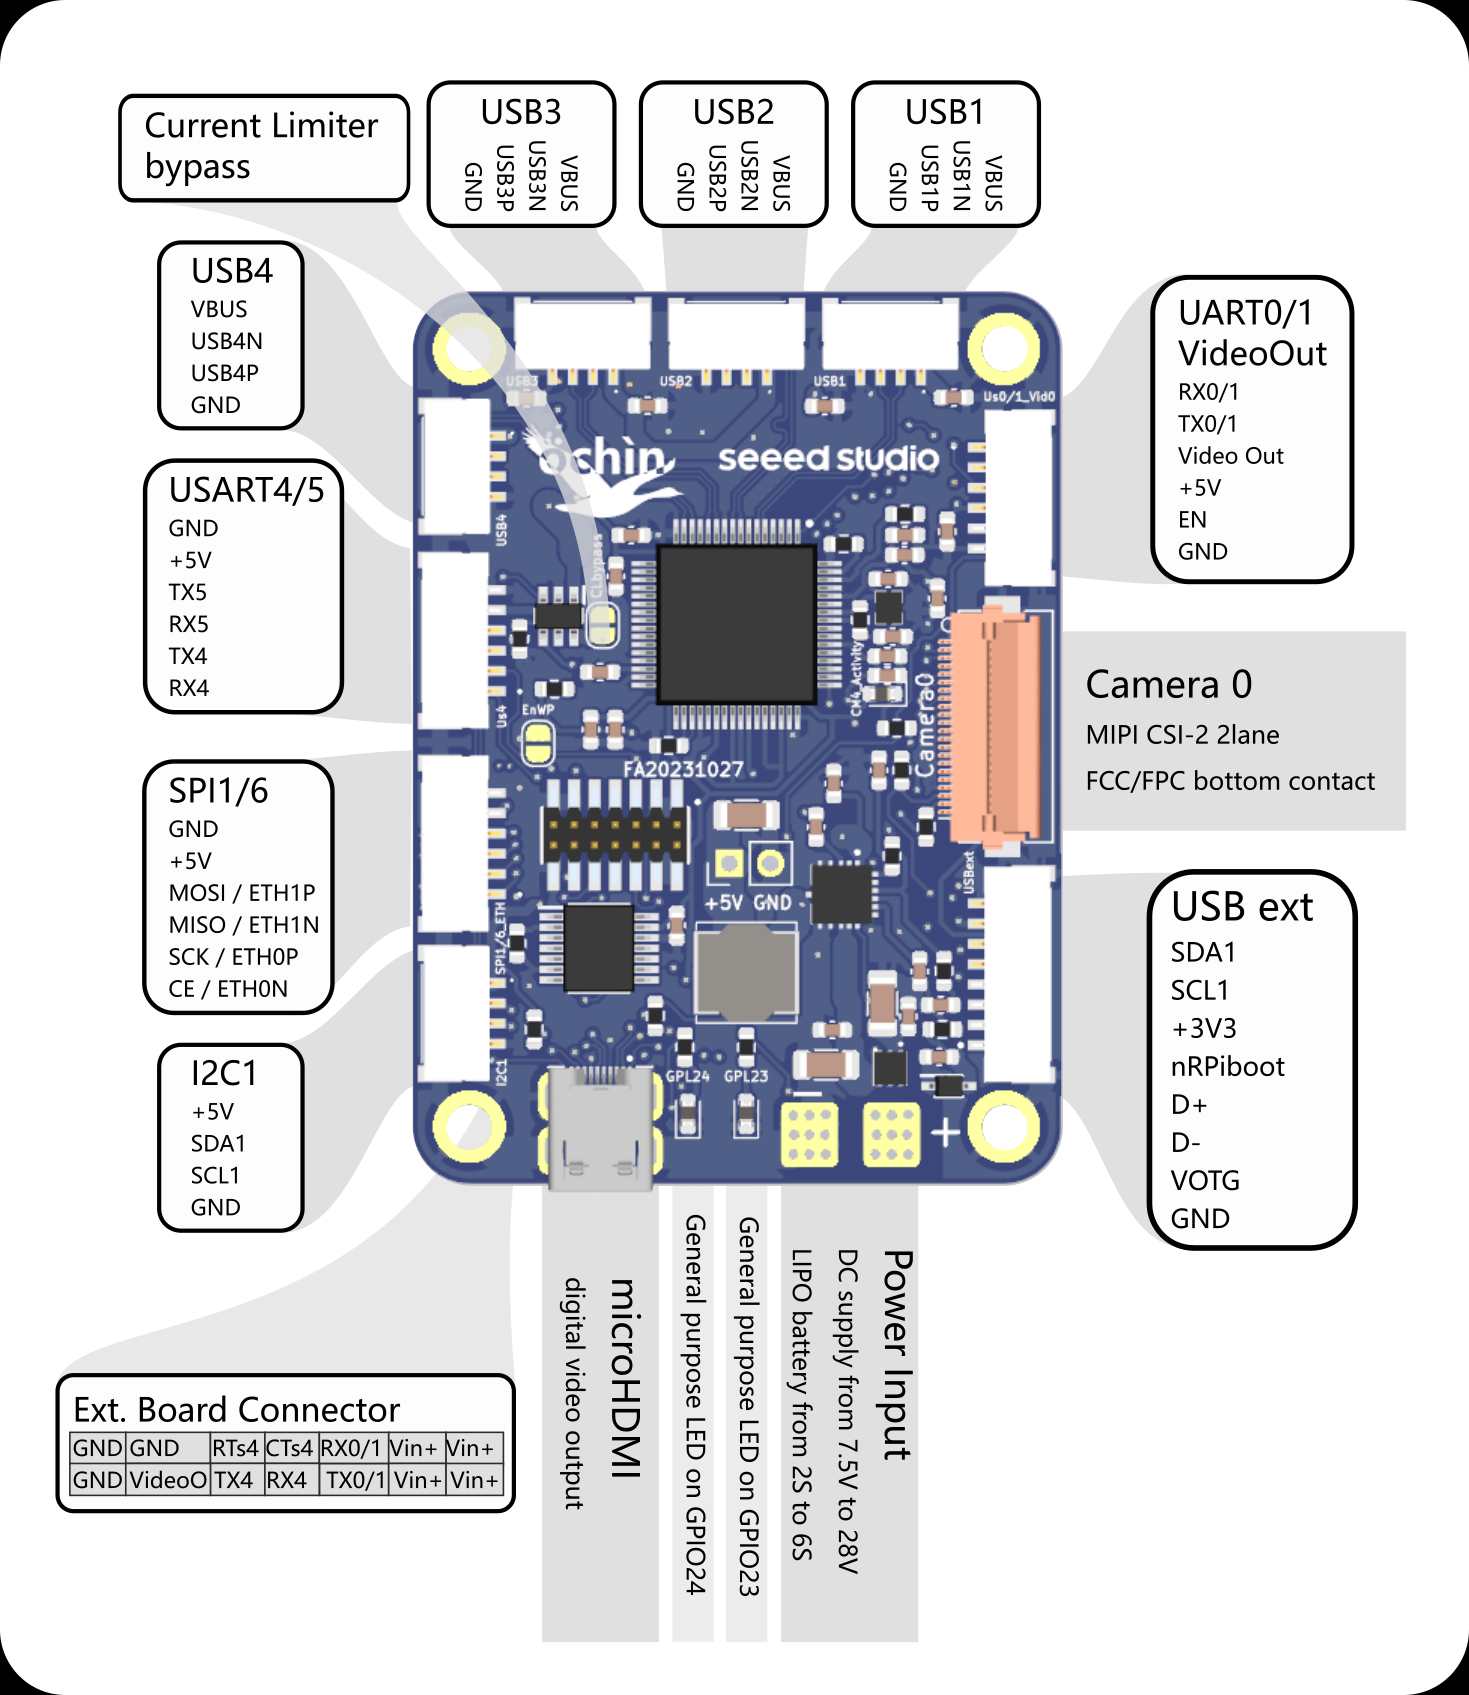 Current Limiter
bypass
USB3
GND
USB3P
USB3N
VBUS
USB2
GND
USB2P
USB2N
VBUS
USB1
GND
USB1P
USB1N
VBUS
USB4
VBUS
USB4N
USB4P
GND
USART4/5
GND
+5V
TX5
RX5
TX4
RX4
SPI1/6
GND
+5V
MOSI / ETH1P
MISO / ETH1N
SCK / ETH0P
CE / ETH0N
I2C1
+5V
SDA1
SCL1
GND
UART0/1
VideoOut
RX0/1
TX0/1
Video Out
+5V
EN
GND
Camera 0
MIPI CSI-2 2lane
FCC/FPC bottom contact
USB ext
SDA1
SCL1
+3V3
nRPiboot
D+
D-
VOTG
GND
USB3
USB2
USB1
Us0/1_Vid0
öchìn
seeed studio
USB4
CLbypass
Us4
EnWP
CM4_Activity
Camera0
FA20231027
+5V GND
USBext
SPI1/6_ETH
I2C1
GPL24
GPL23
+
Ext. Board Connector
GND GND RTs4 CTs4 RX0/1 Vin+ Vin+
GND VideoO TX4 RX4 TX0/1 Vin+ Vin+
microHDMI
digital video output
General purpose LED on GPIO24
General purpose LED on GPIO23
Power Input
DC supply from 7.5V to 28V
LIPO battery from 2S to 6S